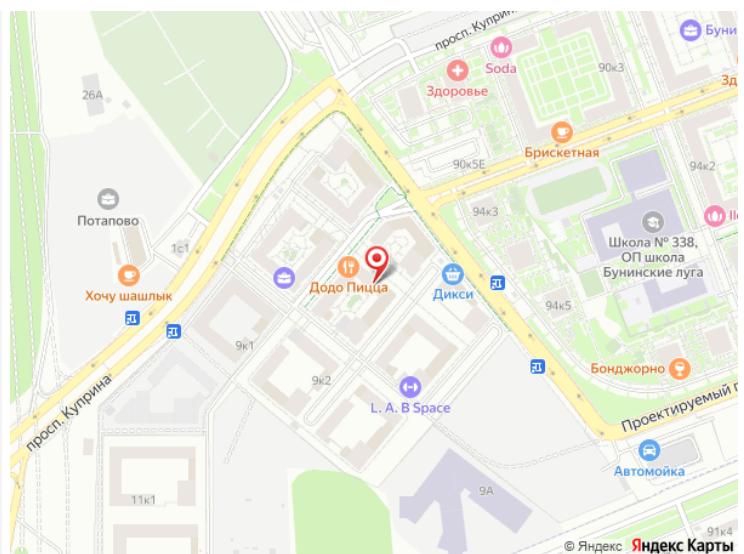 просп. Куприна
26А
Soda
90к3
Буни
Здоровье
Зд
Брискетная
90к5Е
94к2
Потапово
94к3
1с1
Школа № 338,
ОП школа
Бунинские луга
Хочу шашлык
Додо Пицца
Дикси
94к5
9к1
9к2
Бонджорно
L. A. B Space
просп. Куприна
Проектируемый п
Автомойка
11к1
9А
91к4
© Яндекс Яндекс Карты